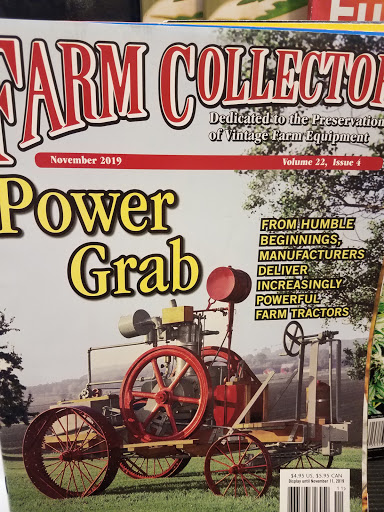 FARM COLLECTOR
Dedicated to the Preservation
of Vintage Farm Equipment
November 2019
Volume 22, Issue 4
Power
Grab
FROM HUMBLE
BEGINNINGS,
MANUFACTURERS
DELIVER
INCREASINGLY
POWERFUL
FARM TRACTORS
$4.95 US, $5.95 CAN
Display until November 11, 2019